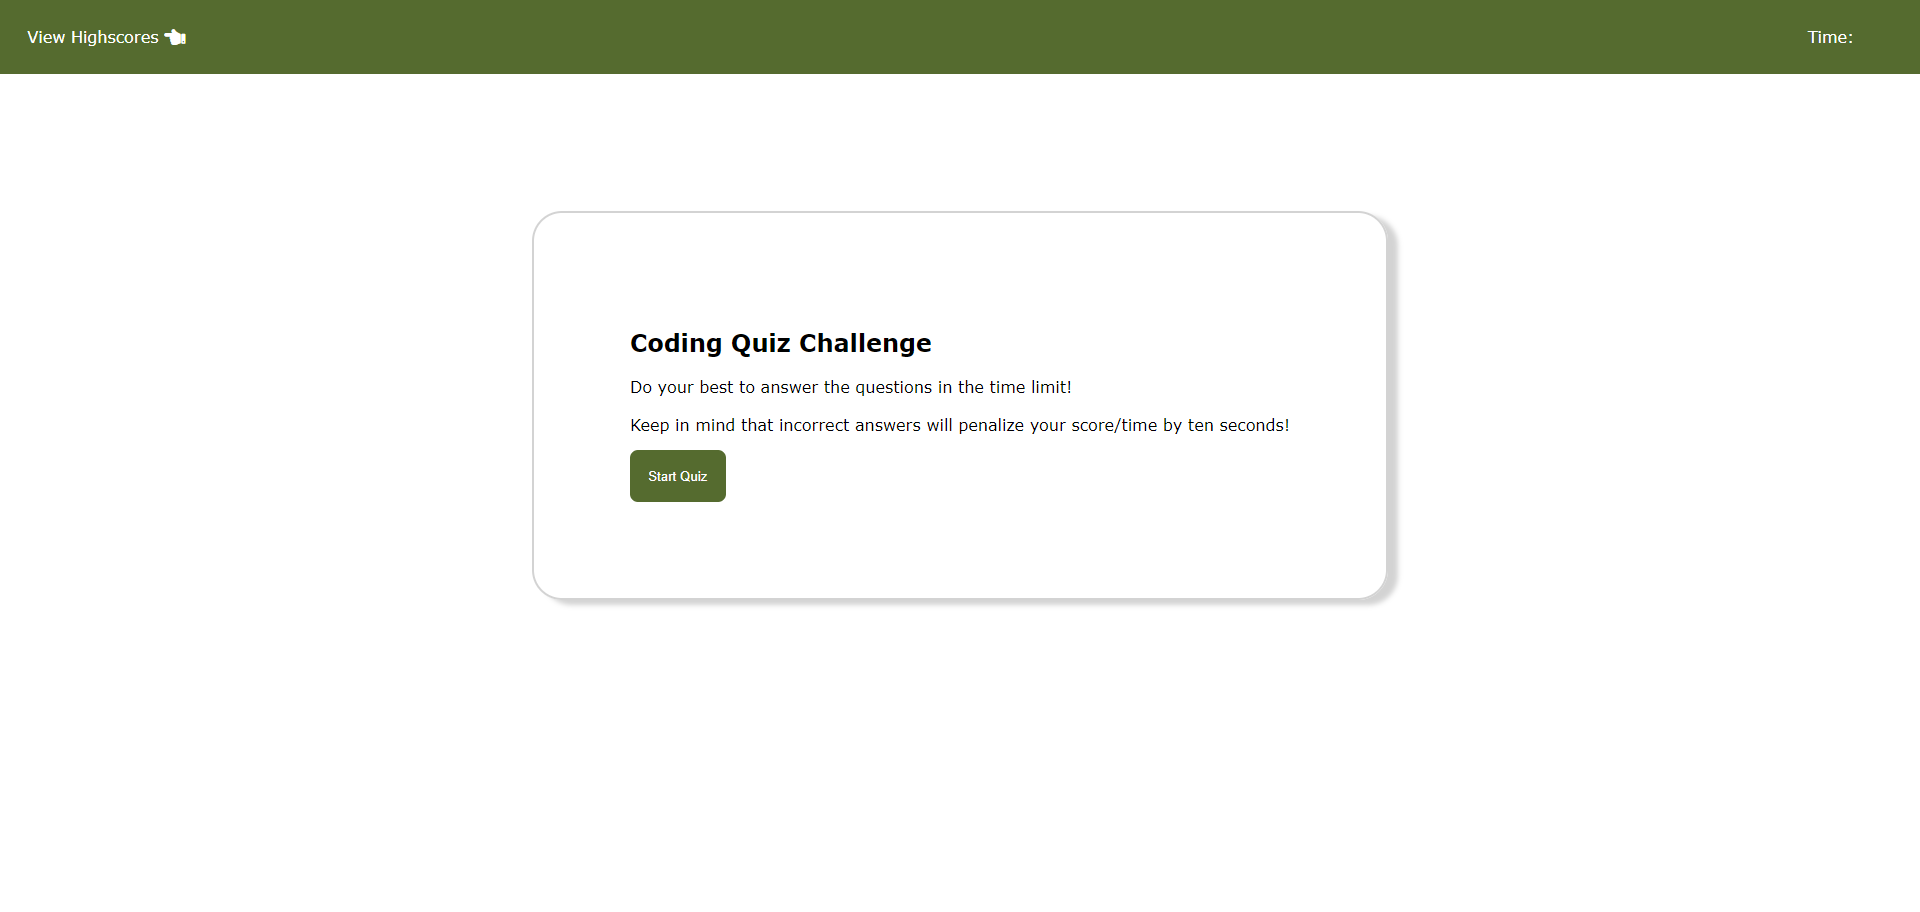 View Highscores
Time:
Coding Quiz Challenge
Do your best to answer the questions in the time limit!
Keep in mind that incorrect answers will penalize your score/time by ten seconds!
Start Quiz